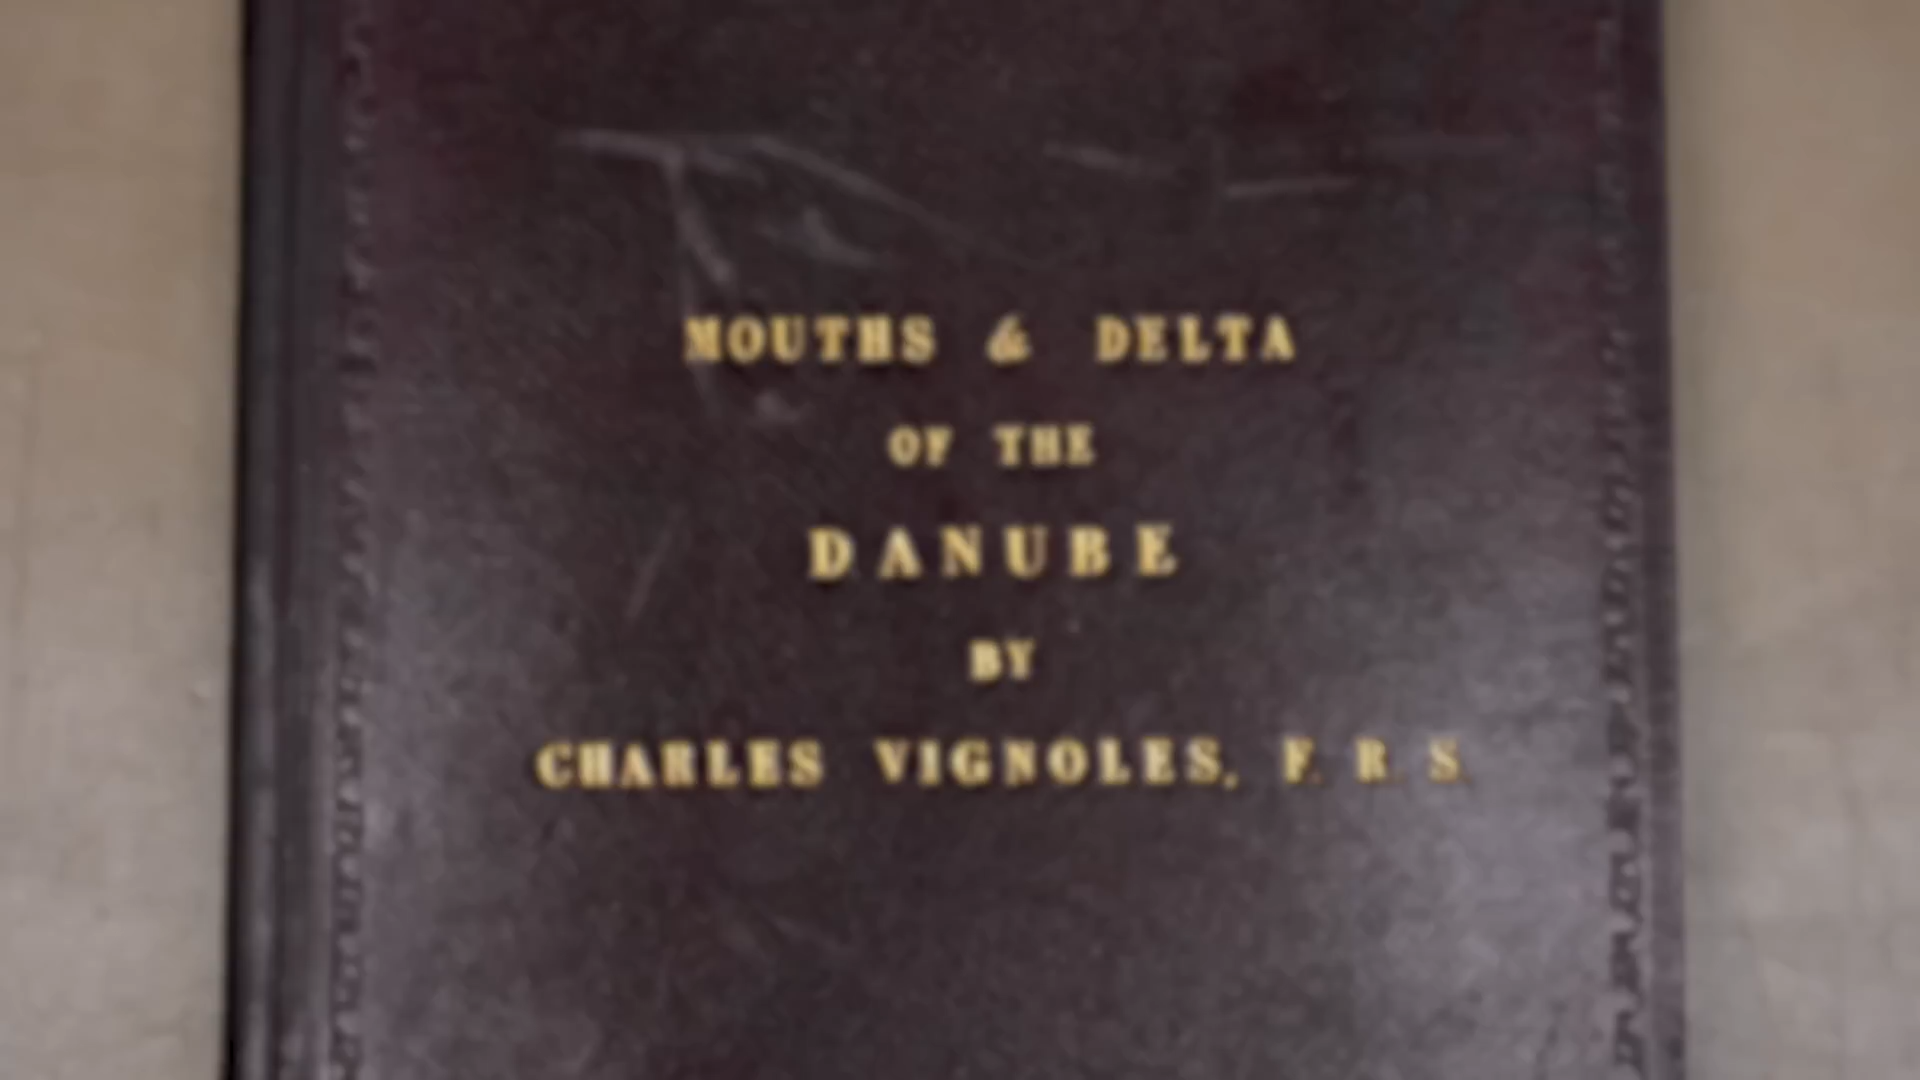 MOUTHS & DELTA
OF THE
DANUBE
BY
CHARLES VIGNOLES, F. R. S.